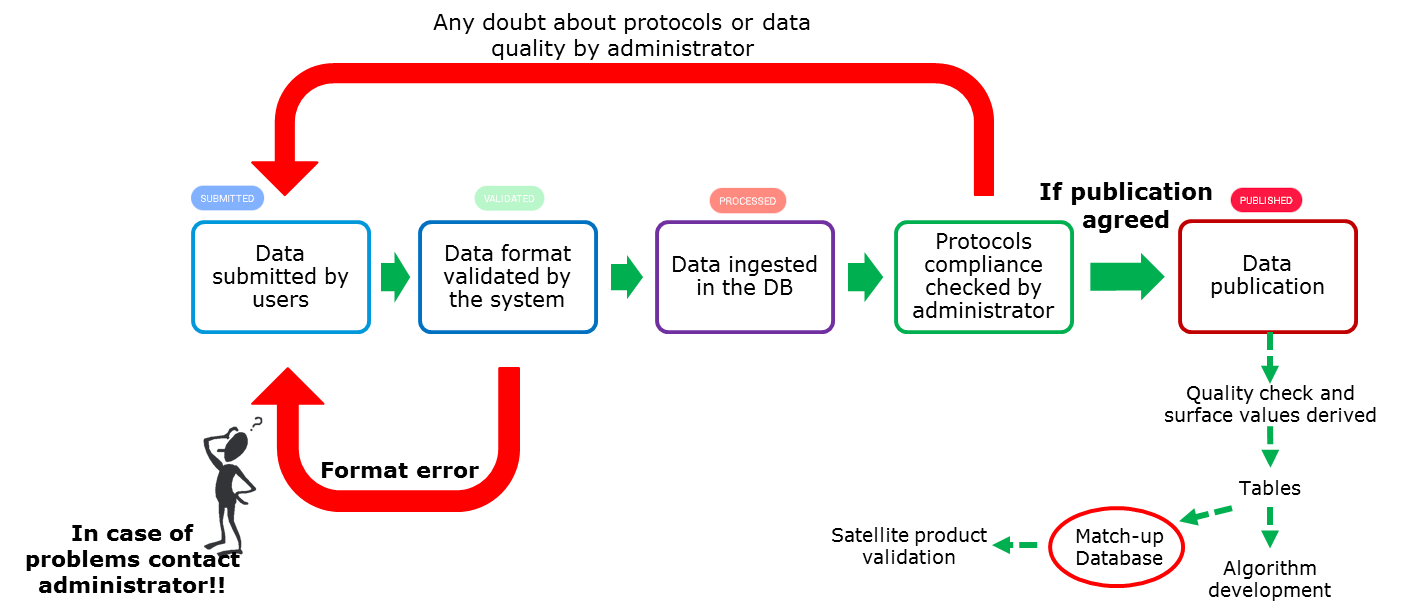 Any doubt about protocols or data
quality by administrator
SUBMITTED
VALIDATED
PROCESSED
If publication
agreed
PUBLISHED
Data
submitted by
users
Data format
validated by
the system
Data ingested
in the DB
Protocols
compliance
checked by
administrator
Data
publication
Quality check and
surface values derived
?
Format error
Tables
In case of
problems contact
administrator!!
Satellite product
validation
Match-up
Database
Algorithm
development